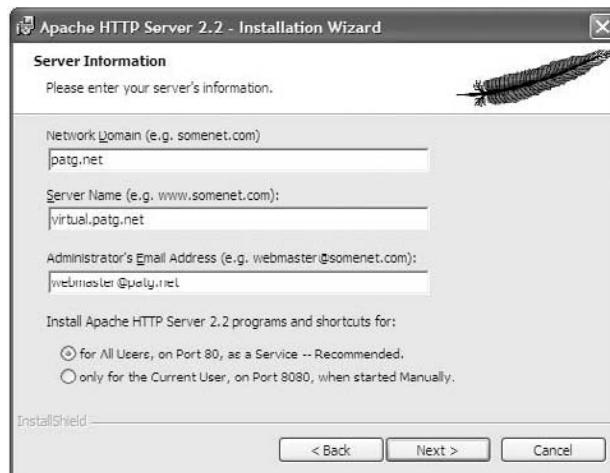 Apache HTTP Server 2.2 - Installation Wizard
Server Information
Please enter your server's information.
Network Domain (e.g. somenet.com)
patg.net
Server Name (e.g. www.somenet.com):
virtual.patg.net
Administrator's Email Address (e.g. webmaster@somenet.com):
webmaster@patg.net
Install Apache HTTP Server 2.2 programs and shortcuts for:
for All Users, on Port 80, as a Service -- Recommended.
only for the Current User, on Port 8080, when started Manually.
InstallShield
< Back Next > Cancel